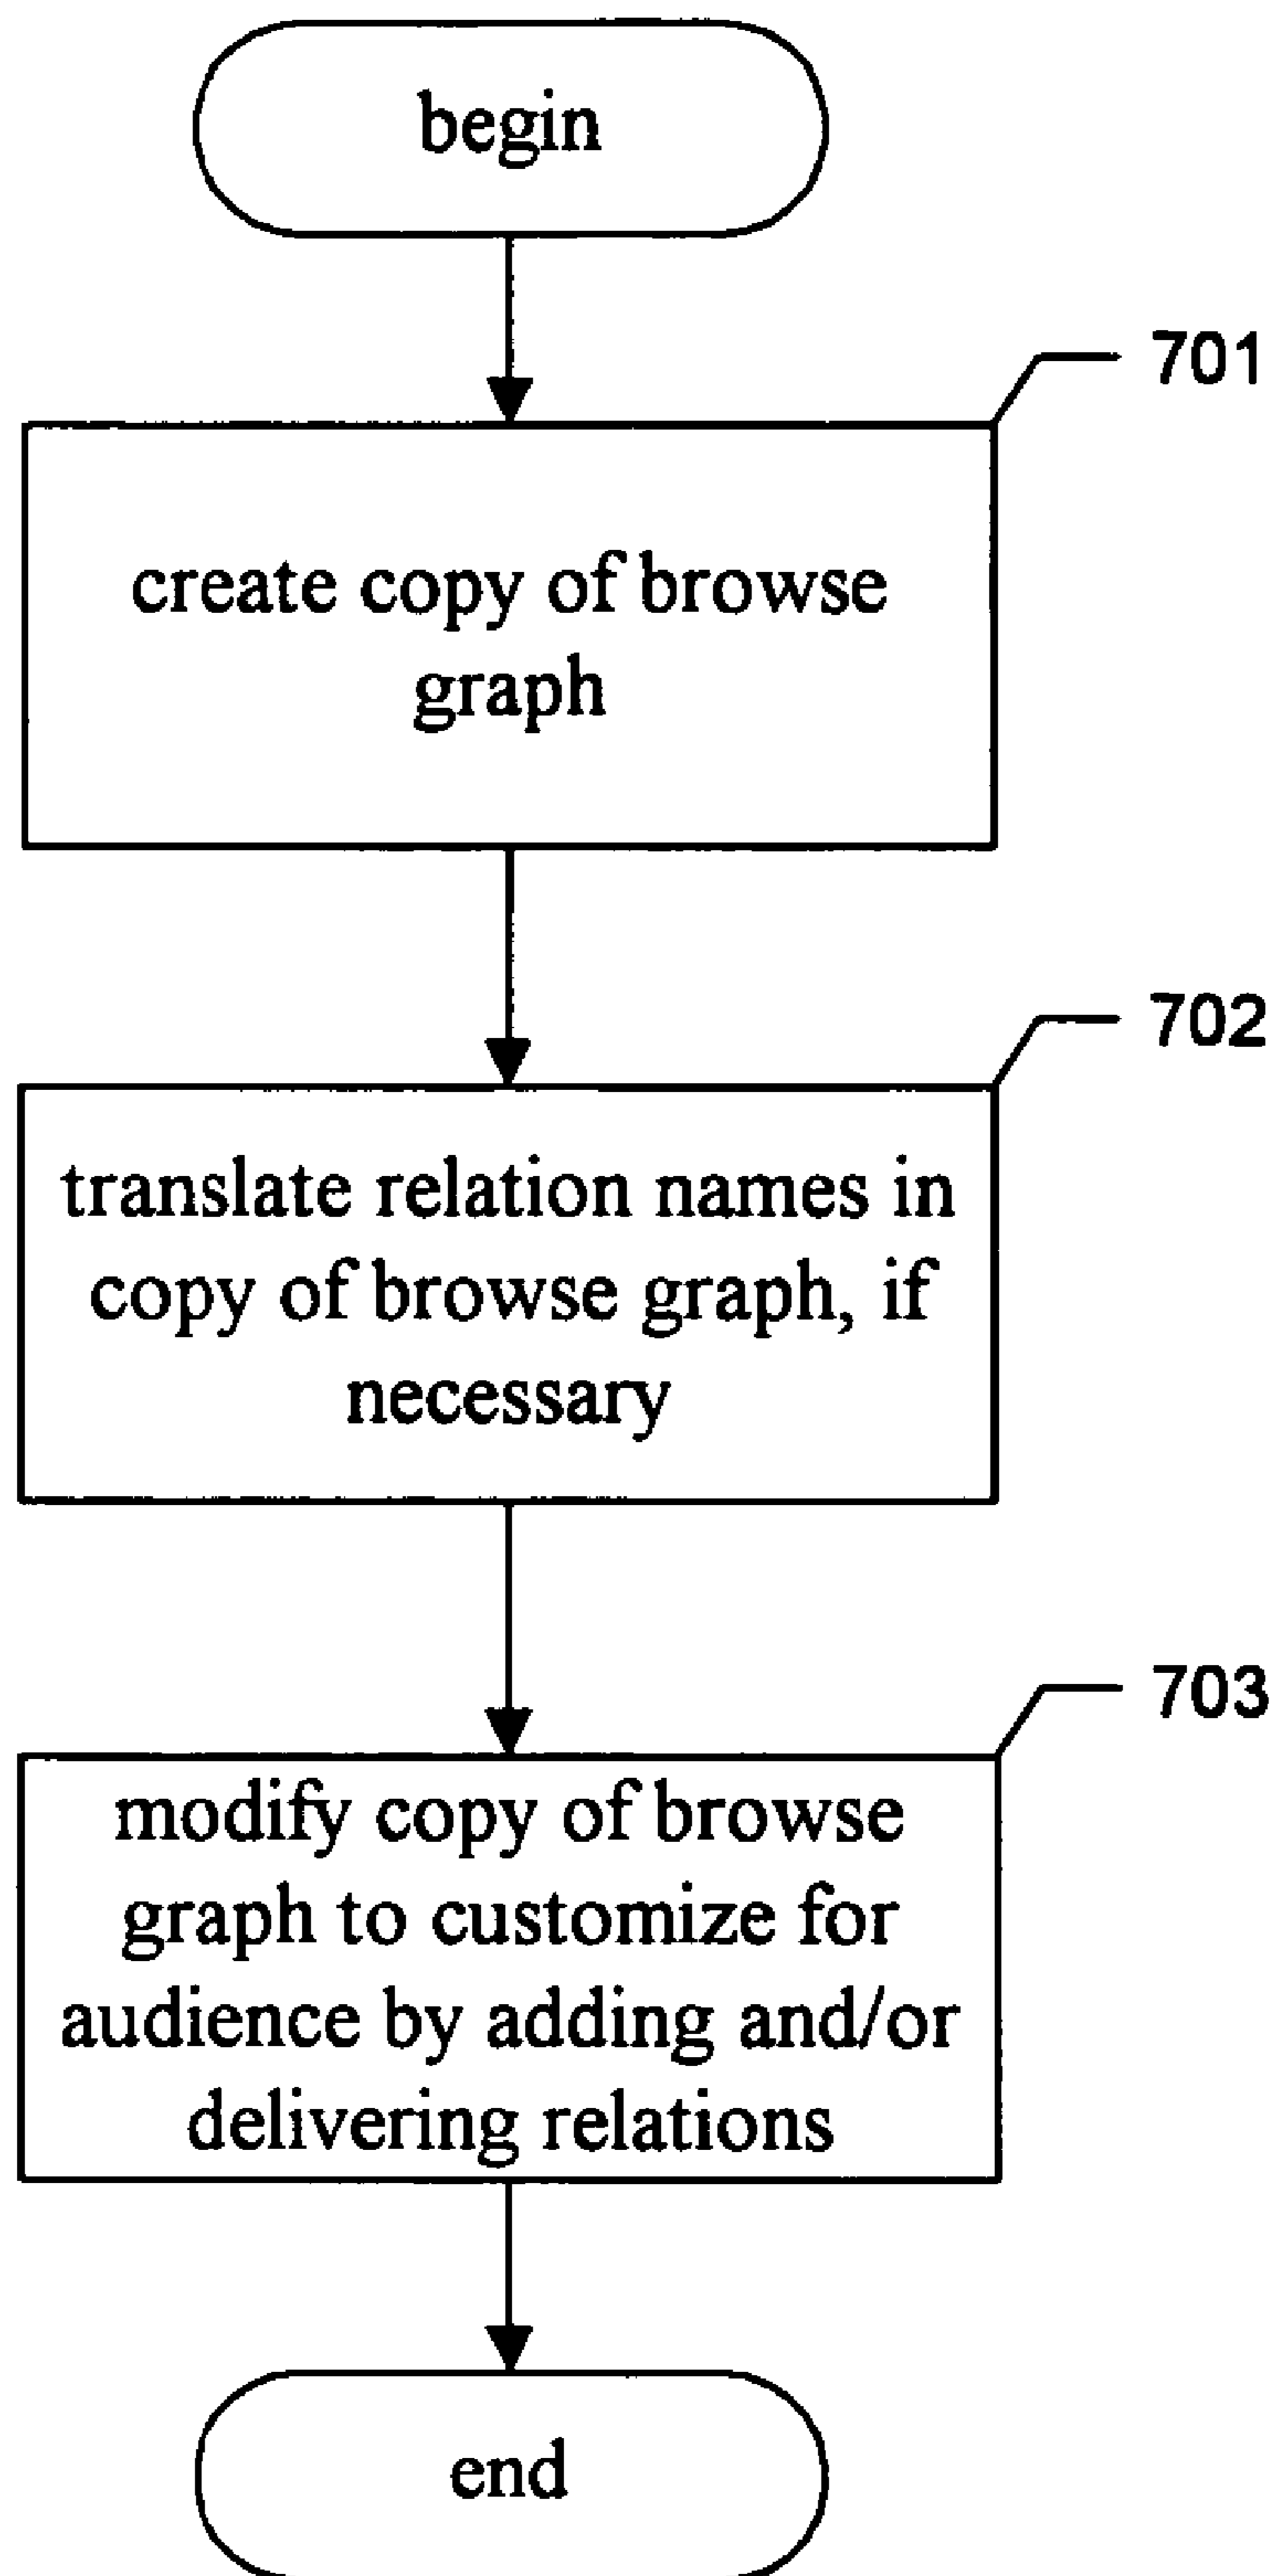 begin
701
create copy of browse
graph
702
translate relation names in
copy of browse graph, if
necessary
703
modify copy of browse
graph to customize for
audience by adding and/or
delivering relations
end